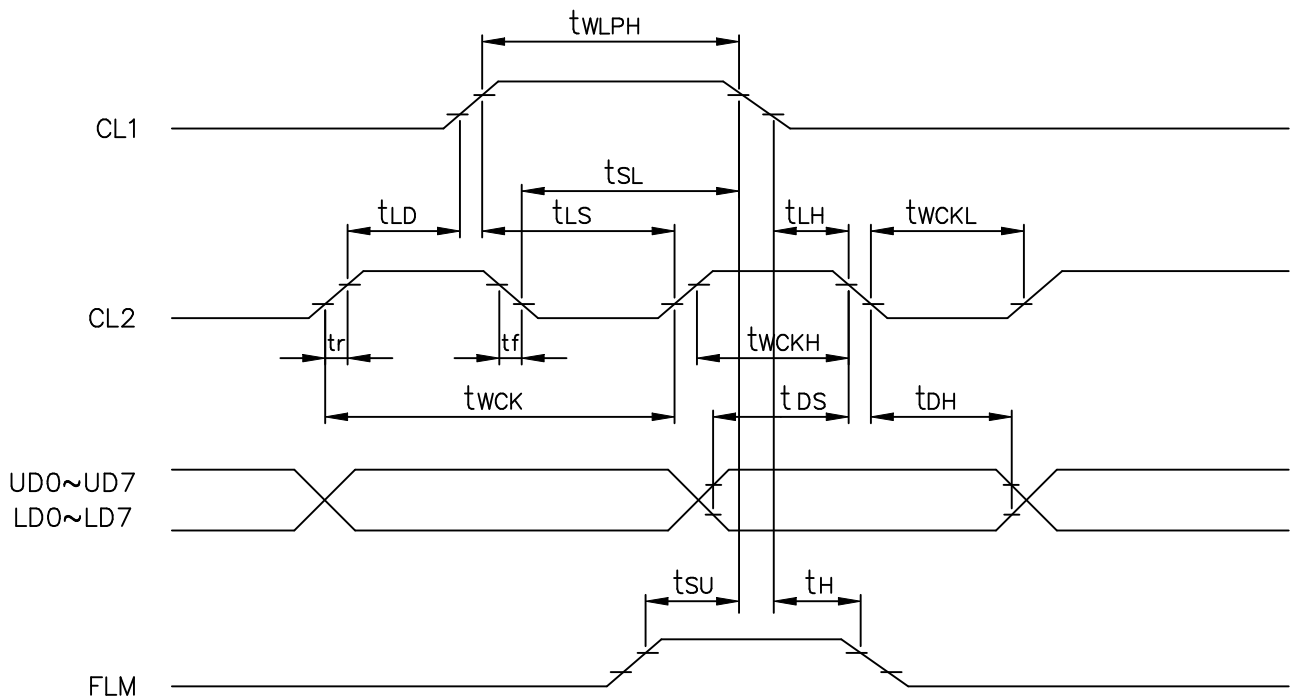 tWLPH
CL1
tSL
tLD
tLS
tLH
tWCKL
CL2
tr
tf
tWCKH
tWCK
tDS
tDH
UD0~UD7
LD0~LD7
tSU
tH
FLM